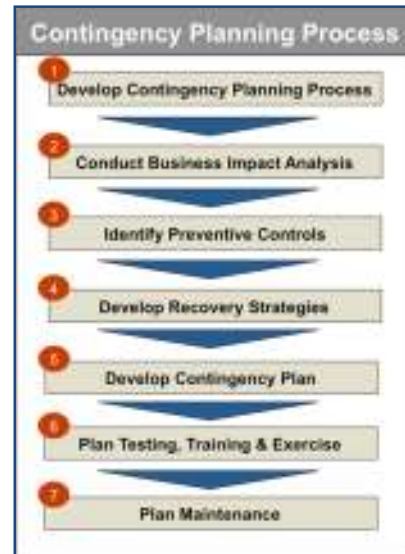 Contingency Planning Process
1
Develop Contingency Planning Process
2
Conduct Business Impact Analysis
3
Identify Preventive Controls
4
Develop Recovery Strategies
5
Develop Contingency Plan
6
Plan Testing, Training & Exercise
7
Plan Maintenance